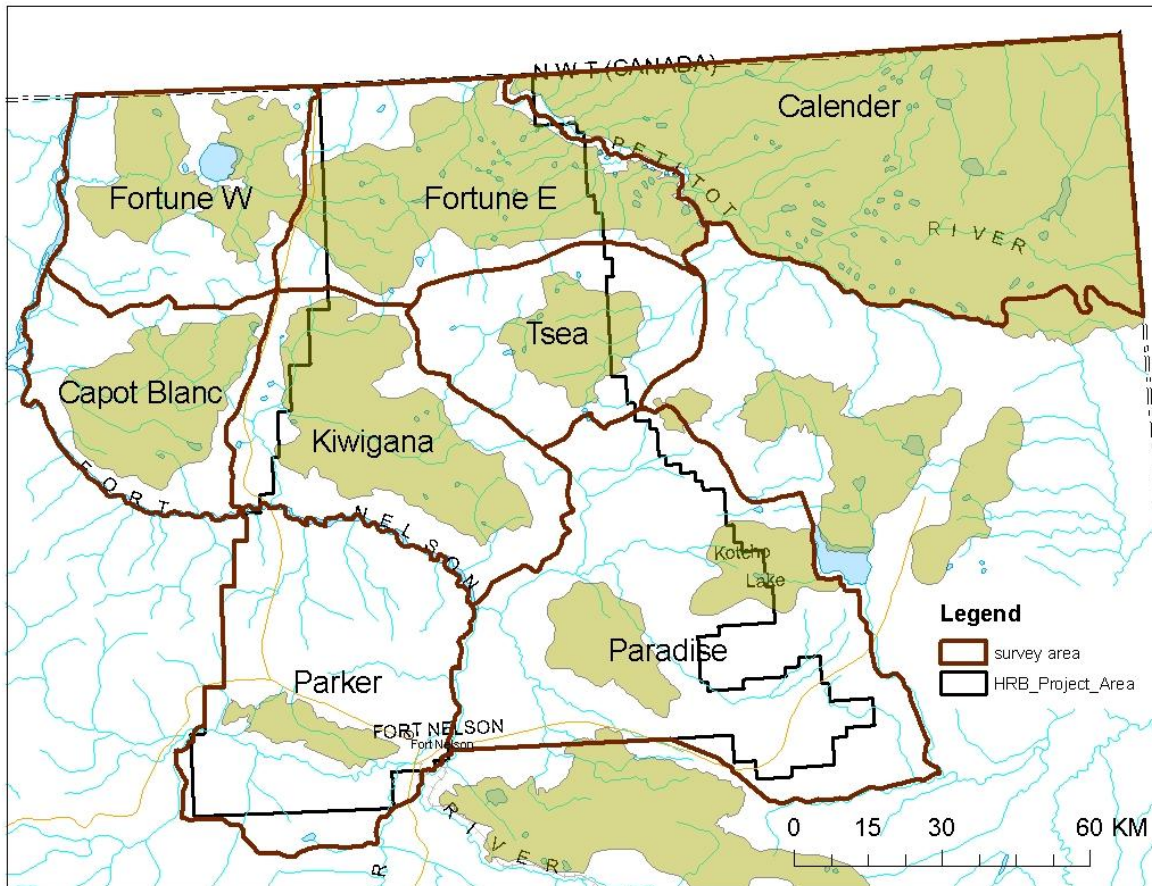 N W T (CANADA)
Calender
PETITOT
RIVER
Fortune W
Fortune E
Tsea
Capot Blanc
Kiwigana
FORT
NELSON
Kotcho
Lake
Paradise
Parker
FORT NELSON
Fort Nelson
R
RIVER
Legend
survey area
HRB_Project_Area
0 15 30 60 KM